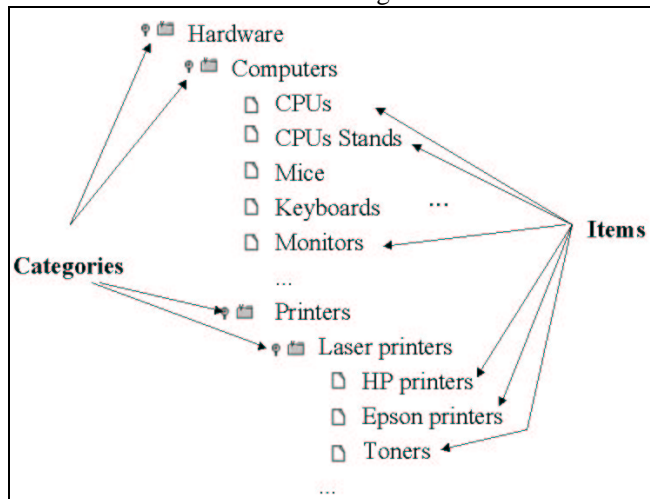 Hardware
Computers
CPUs
CPUs Stands
Mice
Keyboards ...
Monitors
Items
Categories
...
Printers
Laser printers
HP printers
Epson printers
Toners
...